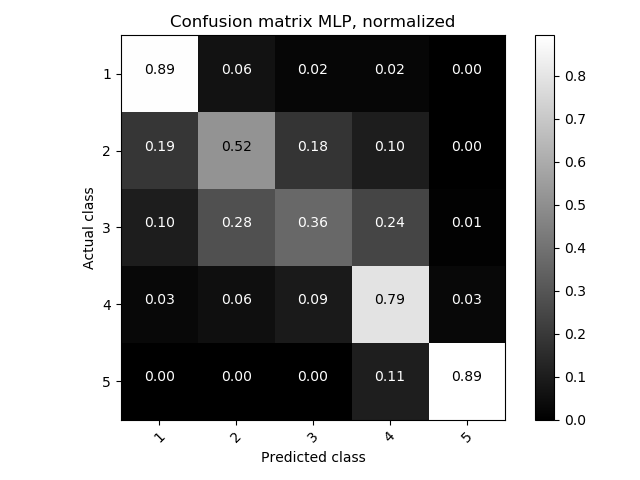 Confusion matrix MLP, normalized
Actual class
1 0.89 0.06 0.02 0.02 0.00
2 0.19 0.52 0.18 0.10 0.00
3 0.10 0.28 0.36 0.24 0.01
4 0.03 0.06 0.09 0.79 0.03
5 0.00 0.00 0.00 0.11 0.89
1 2 3 4 5
Predicted class
0.8
0.7
0.6
0.5
0.4
0.3
0.2
0.1
0.0